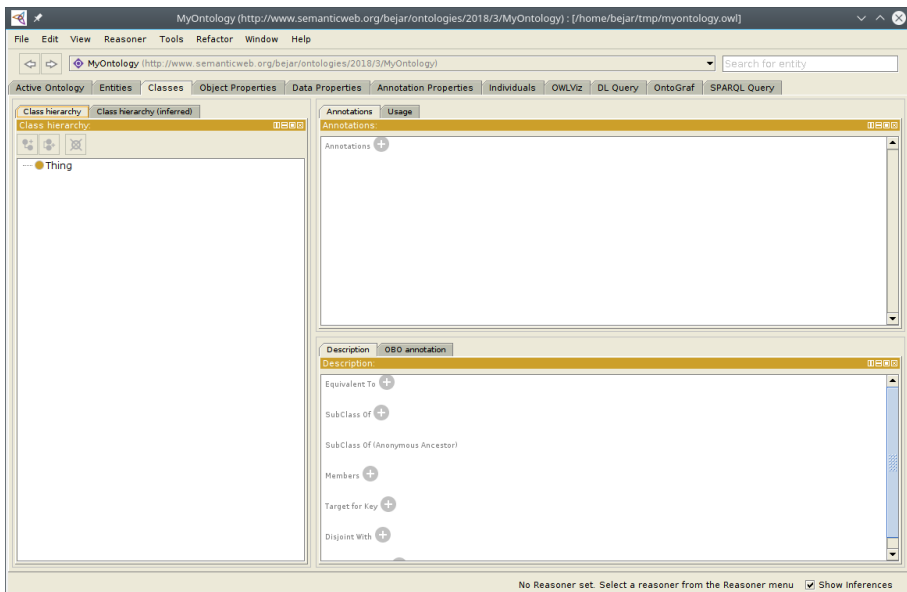 MyOntology (http://www.semanticweb.org/bejar/ontologies/2018/3/MyOntology) : [/home/bejar/tmp/myontology.owl]
File Edit View Reasoner Tools Refactor Window Help
MyOntology (http://www.semanticweb.org/bejar/ontologies/2018/3/MyOntology) Search for entity
Active Ontology Entities Classes Object Properties Data Properties Annotation Properties Individuals OWLViz DL Query OntoGraf SPARQL Query
Class hierarchy Class hierarchy (inferred)
Class hierarchy:
Thing
Annotations Usage
Annotations:
Annotations
Description OBO annotation
Description:
Equivalent To
SubClass Of
SubClass Of (Anonymous Ancestor)
Members
Target for Key
Disjoint With
No Reasoner set. Select a reasoner from the Reasoner menu Show Inferences